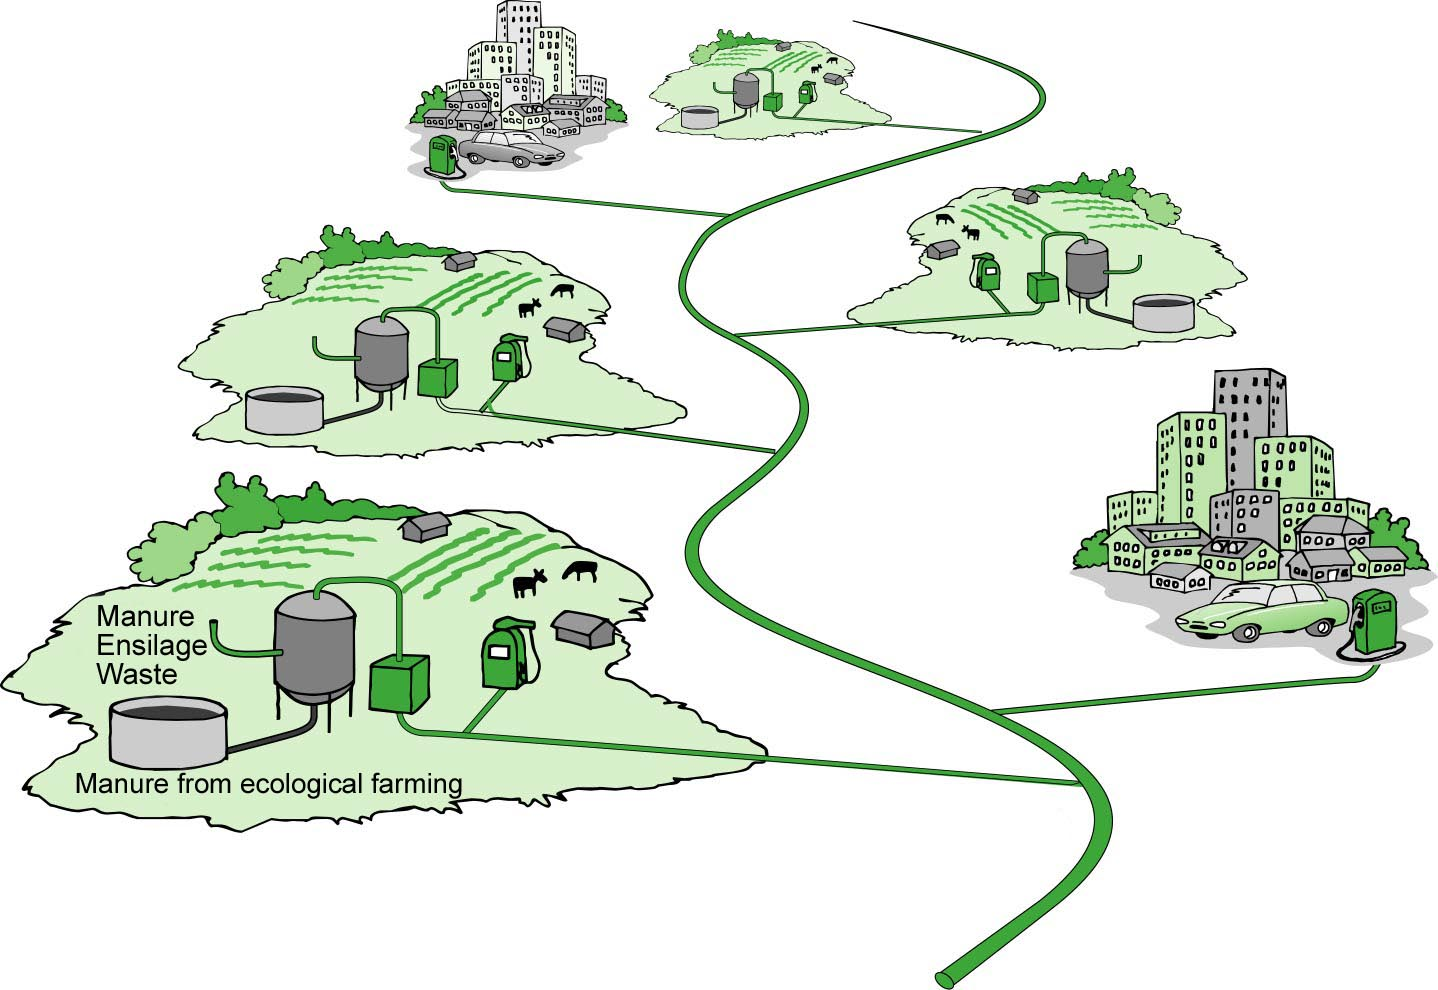 Manure
Ensilage
Waste
Manure from ecological farming